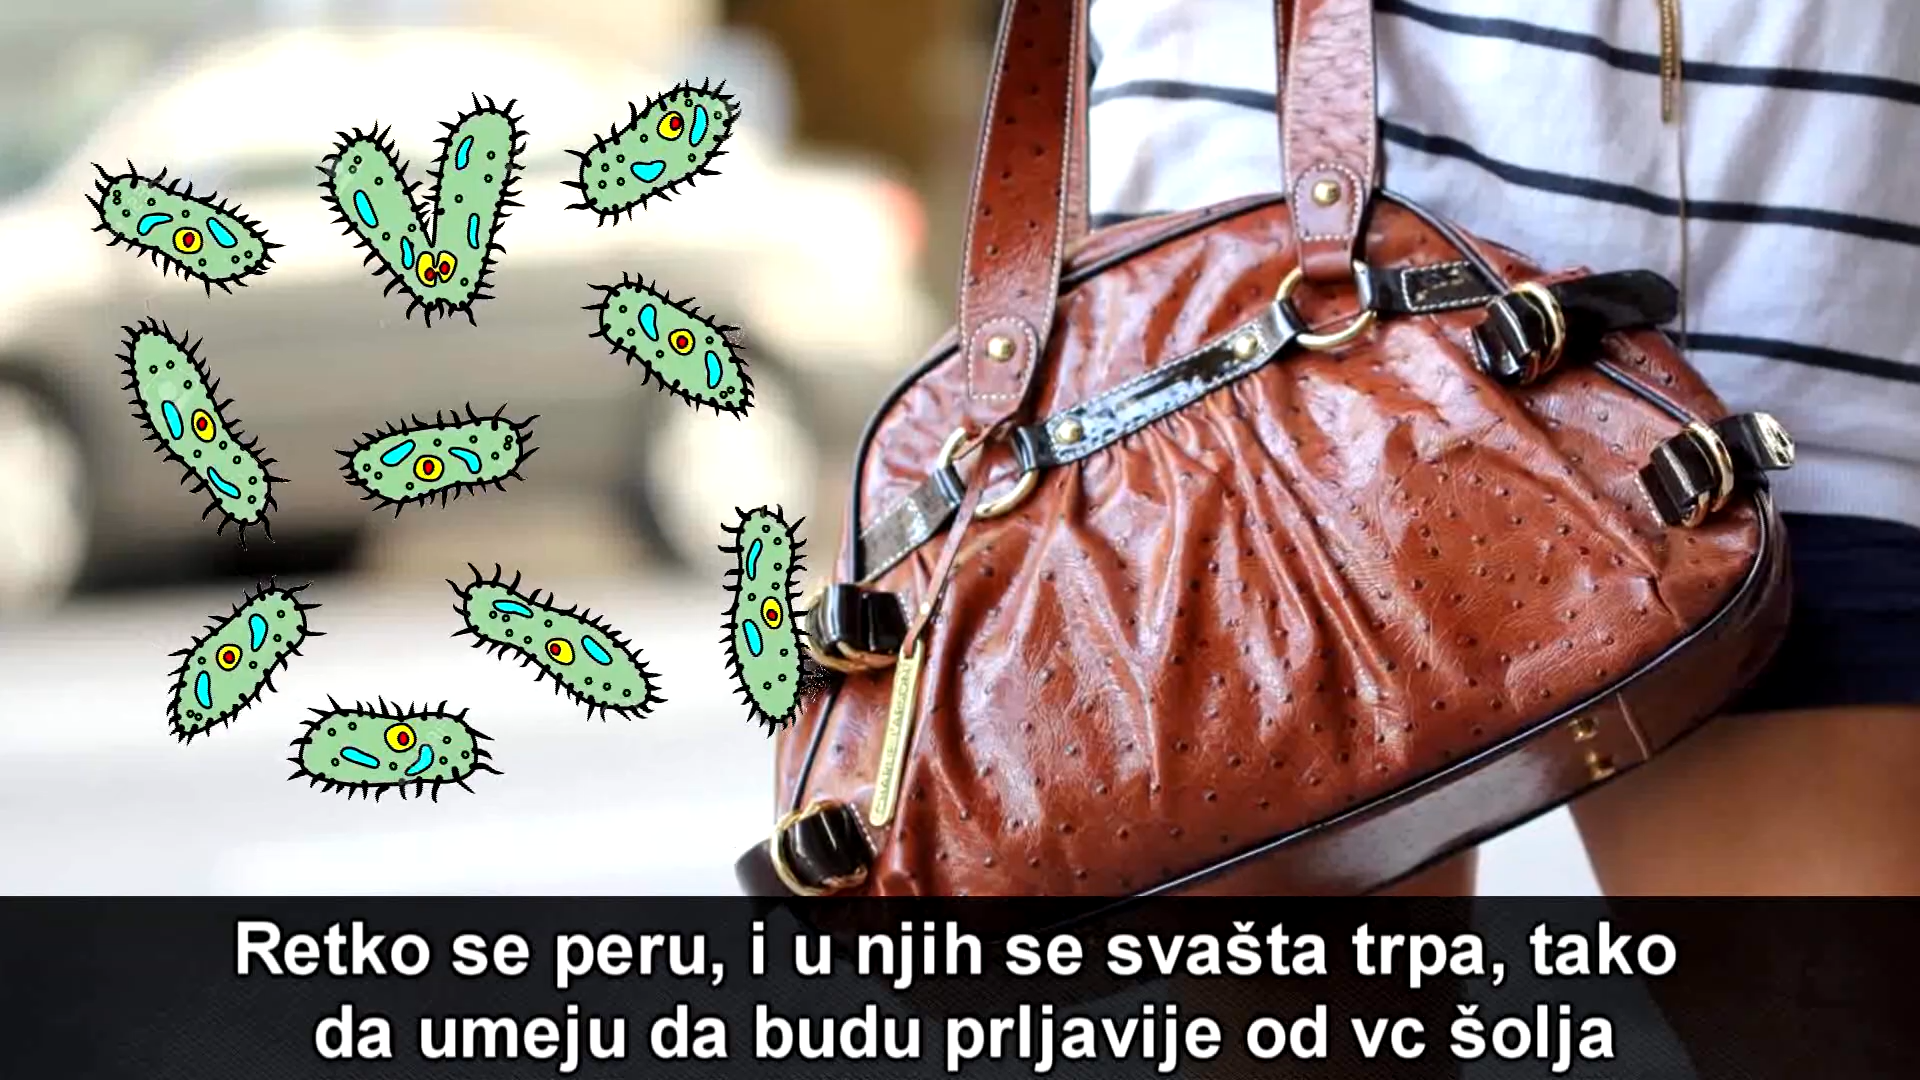 Retko se peru, i u njih se svašta trpa, tako
da umeju da budu prljavije od vc šolja